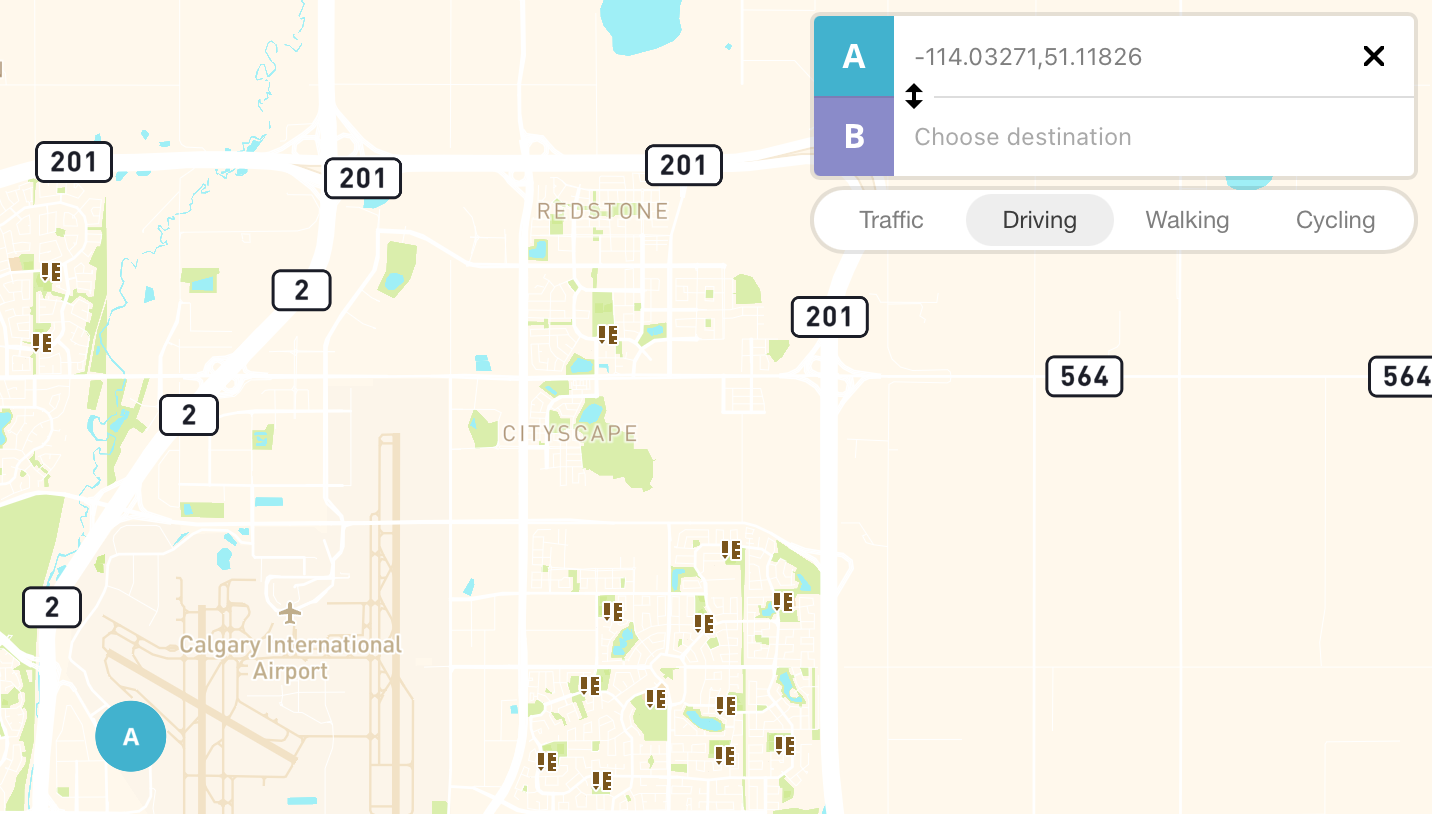 A
-114.03271,51.11826
B
Choose destination
Traffic
Driving
Walking
Cycling
201
201
201
REDSTONE
2
201
564
564
2
CITYSCAPE
2
Calgary International
Airport
A